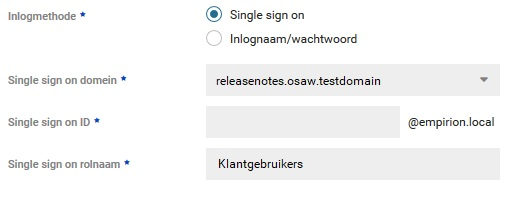 Inlogmethode *
Single sign on
Inlognaam/wachtwoord
Single sign on domein *
releasenotes.osaw.testdomain
Single sign on ID *
@empirion.local
Single sign on rolnaam *
Klantgebruikers